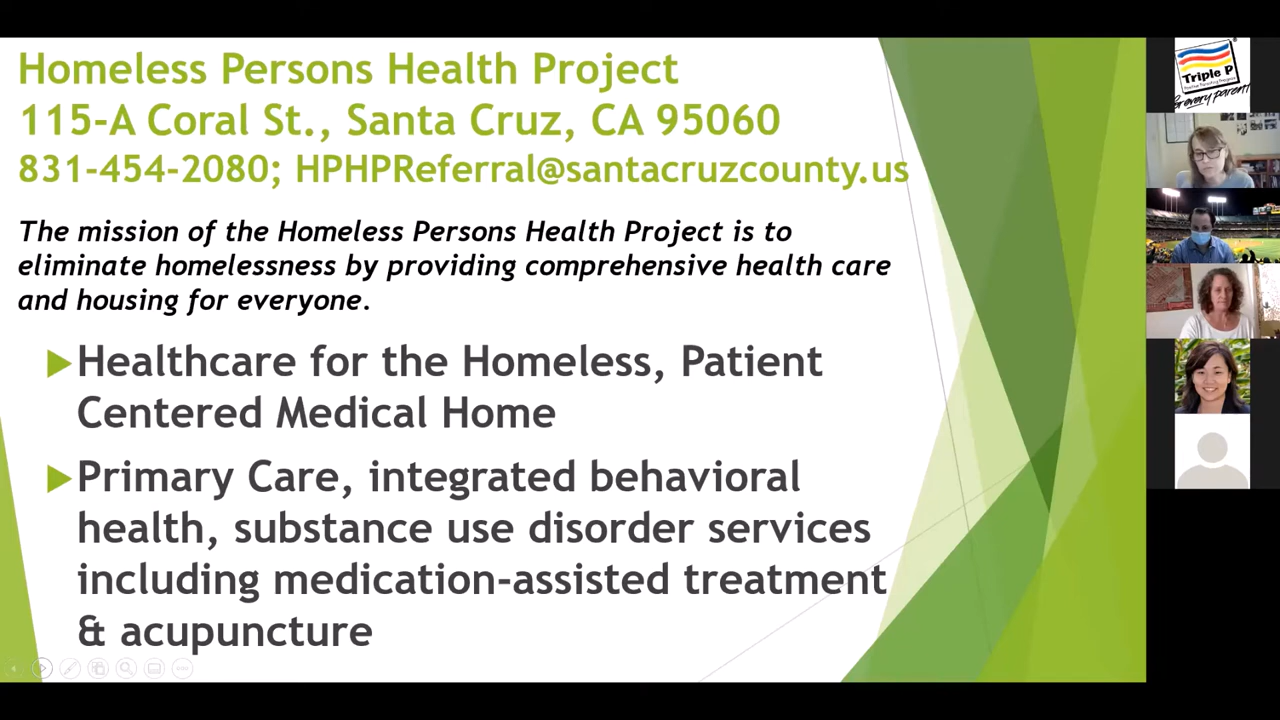 Homeless Persons Health Project
115-A Coral St., Santa Cruz, CA 95060
831-454-2080; HPHPReferral@santacruzcounty.us
The mission of the Homeless Persons Health Project is to
eliminate homelessness by providing comprehensive health care
and housing for everyone.
Healthcare for the Homeless, Patient
Centered Medical Home
Primary Care, integrated behavioral
health, substance use disorder services
including medication-assisted treatment
& acupuncture
Triple P
Positive Parenting Program
for every parent